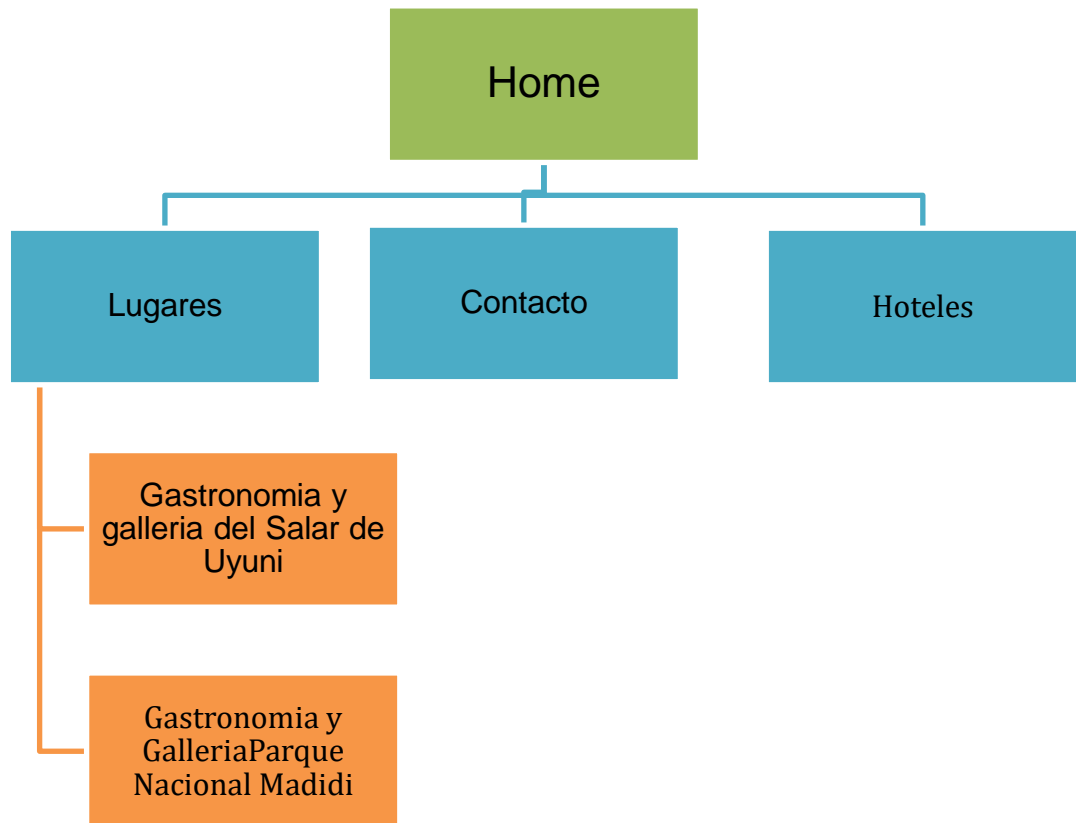 Home
Lugares
Contacto
Hoteles
Gastronomia y
galleria del Salar de
Uyuni
Gastronomia y
GalleriaParque
Nacional Madidi